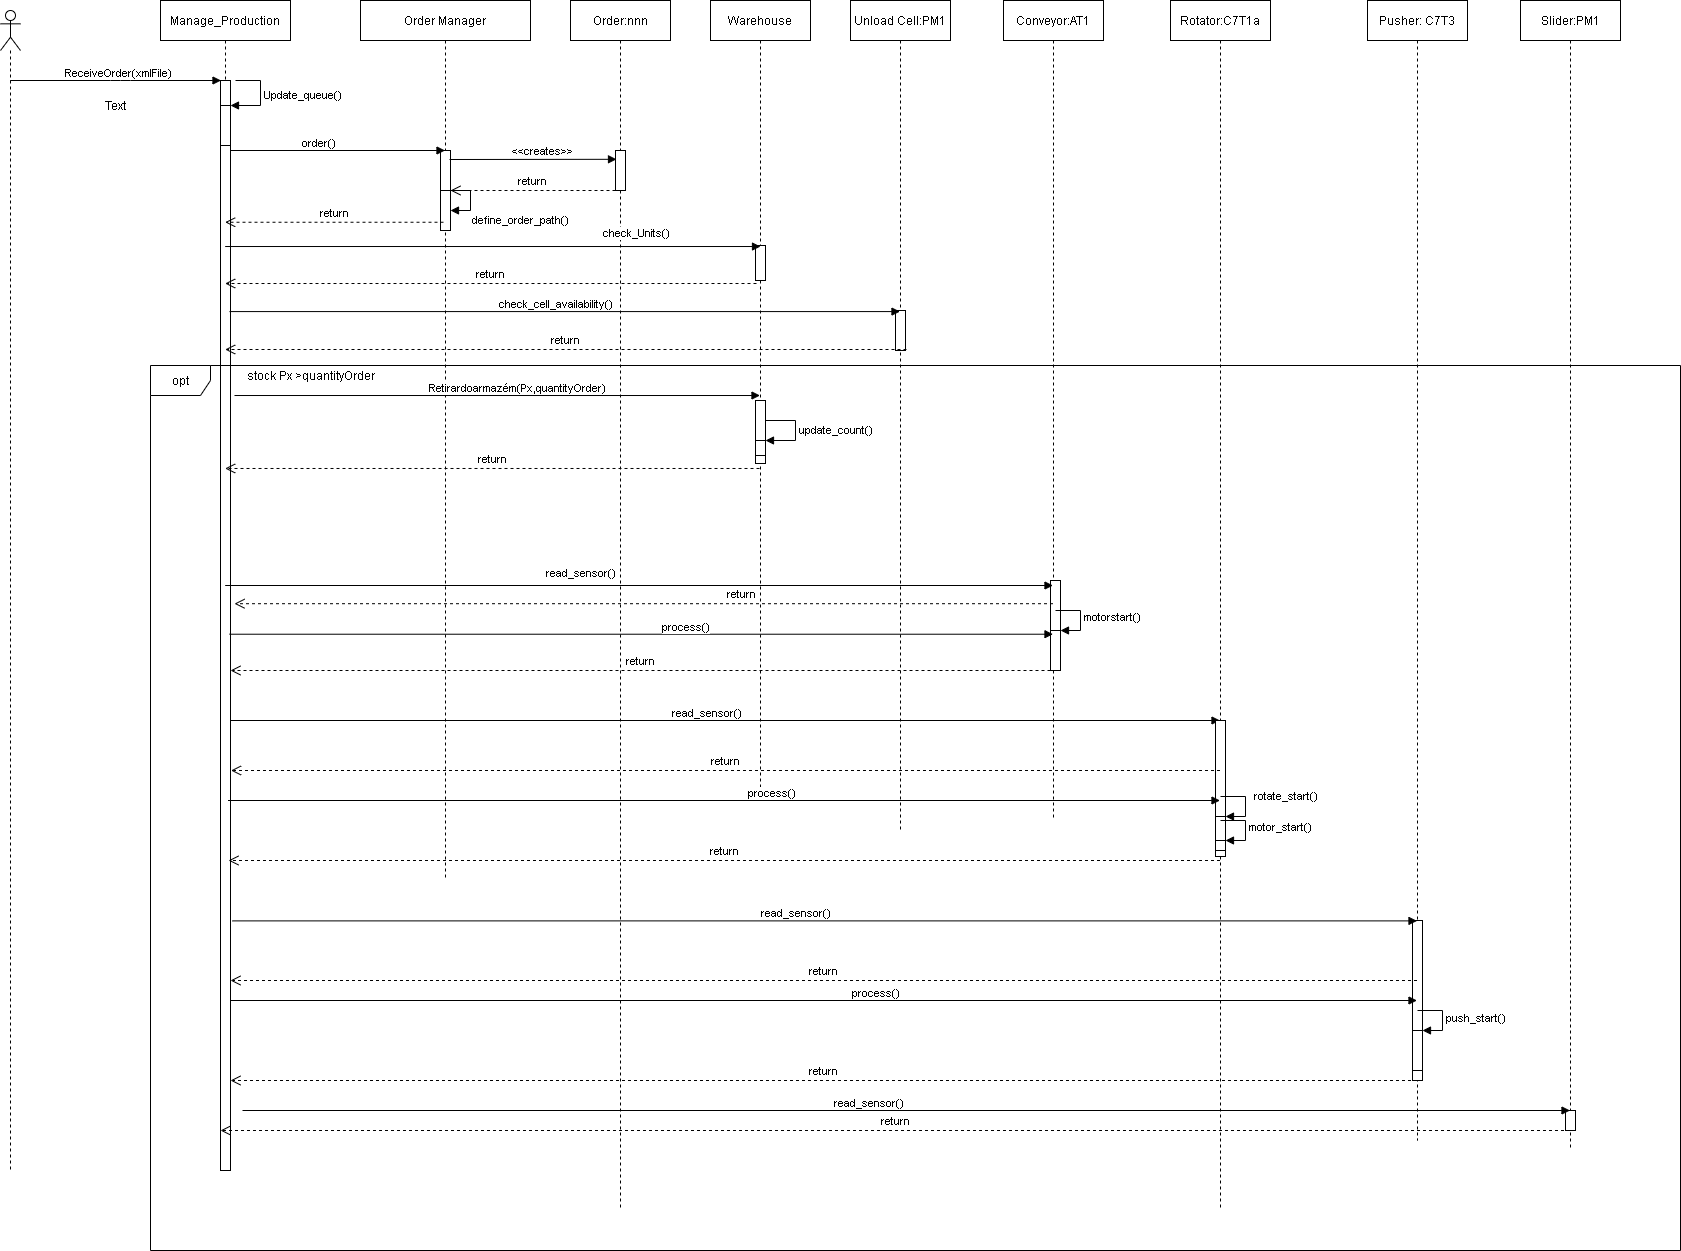 Manage_Production
Order Manager
Order:nnn
Warehouse
Unload Cell:PM1
Conveyor:AT1
Rotator:C7T1a
Pusher: C7T3
Slider:PM1
ReceiveOrder(xmlFile)
Update_queue()
Text
order()
<<creates>>
return
return
define_order_path()
check_Units()
return
check_cell_availability()
return
opt
stock Px >quantityOrder
Retirardoarmazém(Px,quantityOrder)
update_count()
return
read_sensor()
return
motorstart()
process()
return
read_sensor()
return
process()
rotate_start()
motor_start()
return
read_sensor()
return
process()
push_start()
return
read_sensor()
return